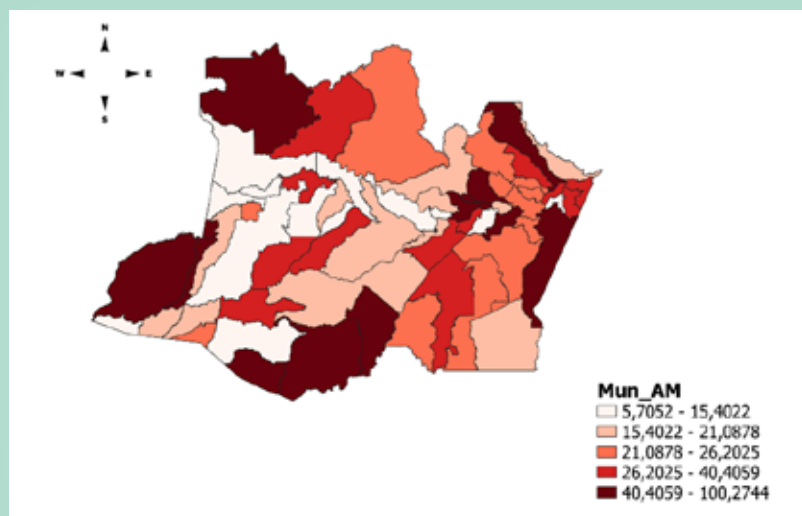 N
W E
S
Mun_AM
5,7052 - 15,4022
15,4022 - 21,0878
21,0878 - 26,2025
26,2025 - 40,4059
40,4059 - 100,2744